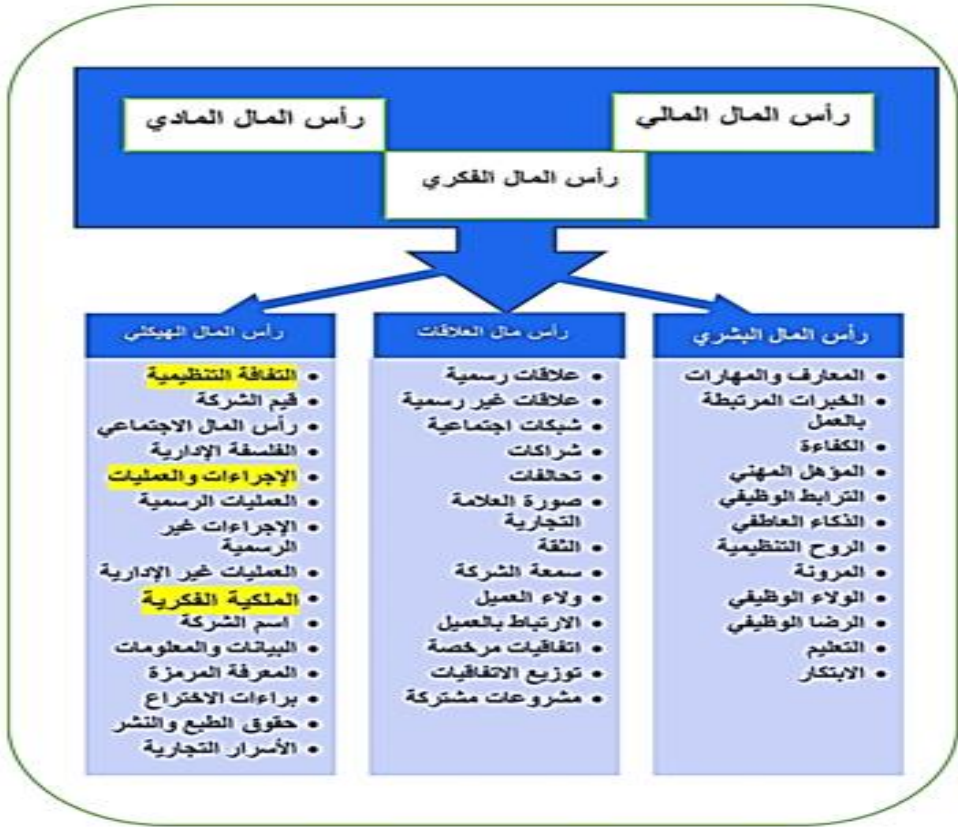 رأس المال المالي
رأس المال المادي
رأس المال الفكري
رأس المال البشري
• المعارف والمهارات
• الخبرات المرتبطة
بالعمل
• الكفاءة
• المؤهل المهني
• الترابط الوظيفي
• الذكاء العاطفي
• الروح التنظيمية
• المرونة
• الولاء الوظيفي
• الرضا الوظيفي
• التعليم
• الابتكار
رأس مال العلاقات
• علاقات رسمية
• علاقات غير رسمية
• شبكات اجتماعية
• شراكات
• تحالفات
• صورة العلامة
التجارية
• الثقة
• سمعة الشركة
• ولاء العميل
• الارتباط بالعميل
• اتفاقيات مرخصة
• توزيع الاتفاقيات
• مشروعات مشتركة
رأس المال الهيكلي
• الثقافة التنظيمية
• قيم الشركة
• رأس المال الاجتماعي
• الفلسفة الإدارية
• الإجراءات والعمليات
• العمليات الرسمية
• الإجراءات غير
الرسمية
• العمليات غير الإدارية
• الملكية الفكرية
• اسم الشركة
• البيانات والمعلومات
• المعرفة المرمزة
• براءات الاختراع
• حقوق الطبع والنشر
• الأسرار التجارية